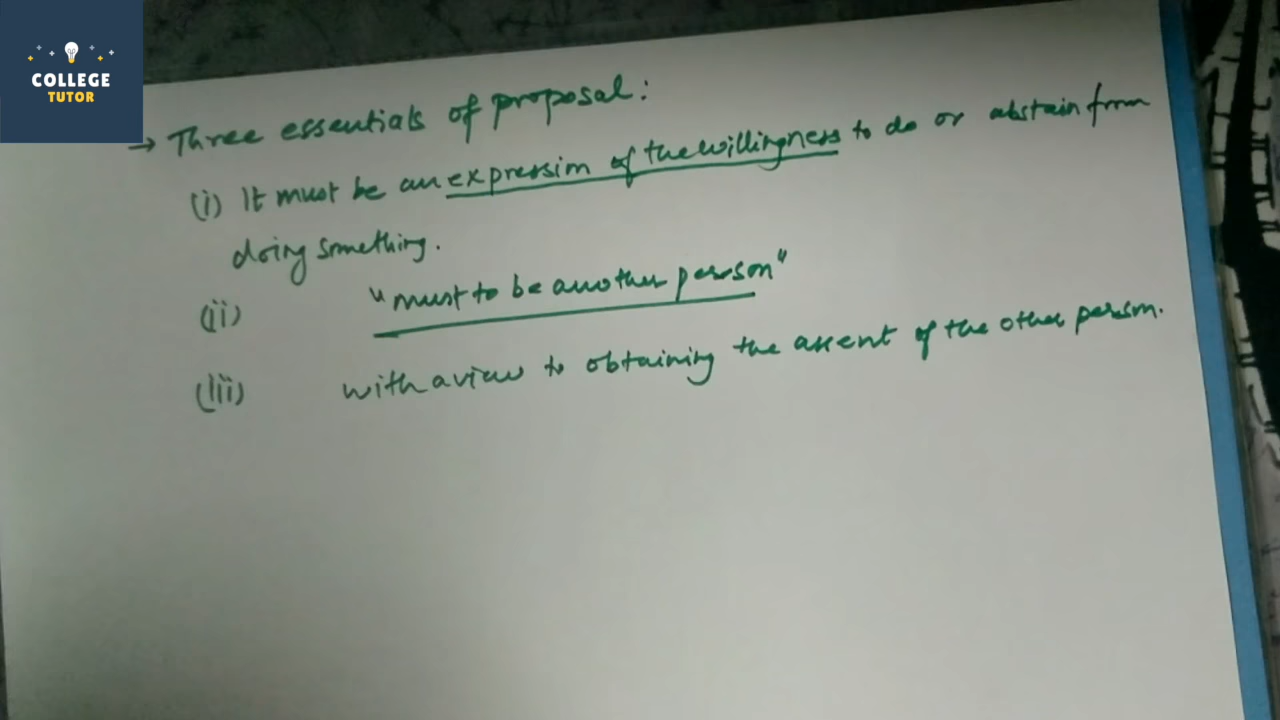 COLLEGE
TUTOR
→ Three essentials of proposal:
(i) It must be an expression of the willingness to do or abstain from
doing something.
(ii) "must to be another person"
(iii) with a view to obtaining the assent of the other person.